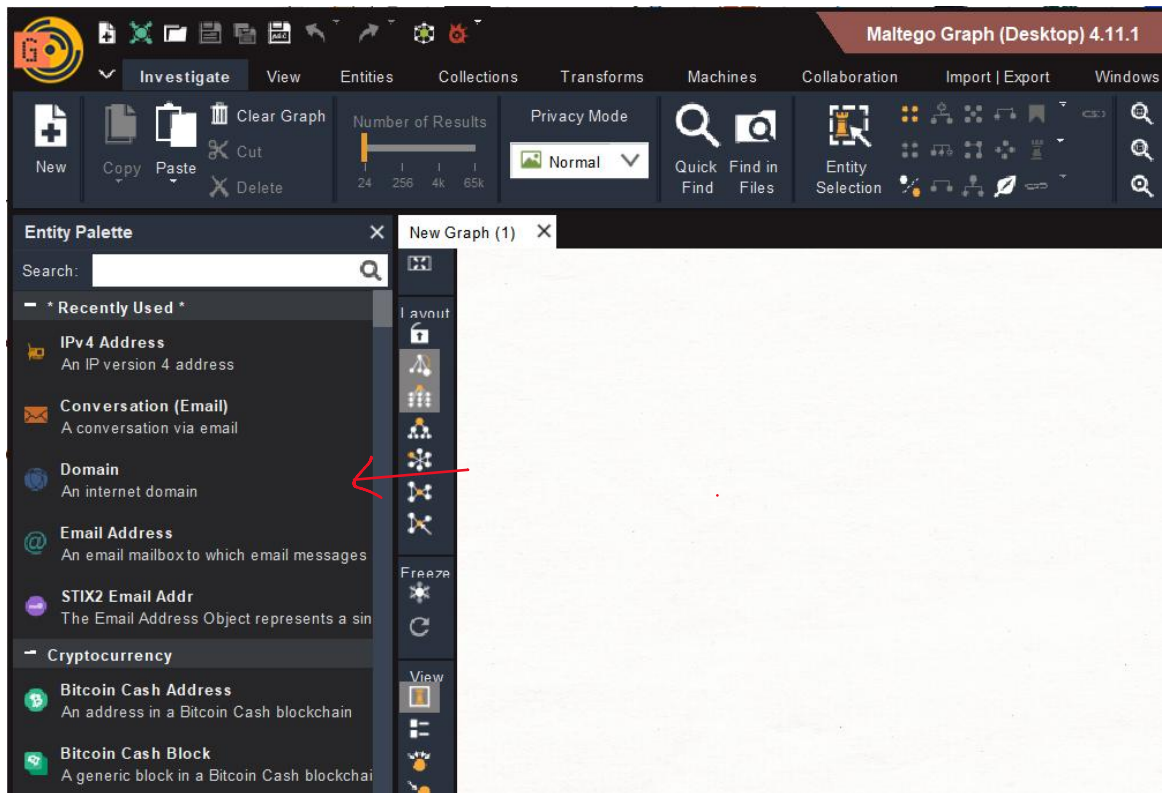 Maltego Graph (Desktop) 4.11.1
Investigate View Entities Collections Transforms Machines Collaboration Import | Export Windows
New
Copy
Paste
Clear Graph
Cut
Delete
Number of Results
24 256 4k 65k
Privacy Mode
Normal
Quick Find
Find in Files
Entity Selection
Entity Palette
New Graph (1)
Search:
* Recently Used *
IPv4 Address
An IP version 4 address
Conversation (Email)
A conversation via email
Domain
An internet domain
Email Address
An email mailbox to which email messages
STIX2 Email Addr
The Email Address Object represents a sin
Cryptocurrency
Bitcoin Cash Address
An address in a Bitcoin Cash blockchain
Bitcoin Cash Block
A generic block in a Bitcoin Cash blockchai
Layout
Freeze
View